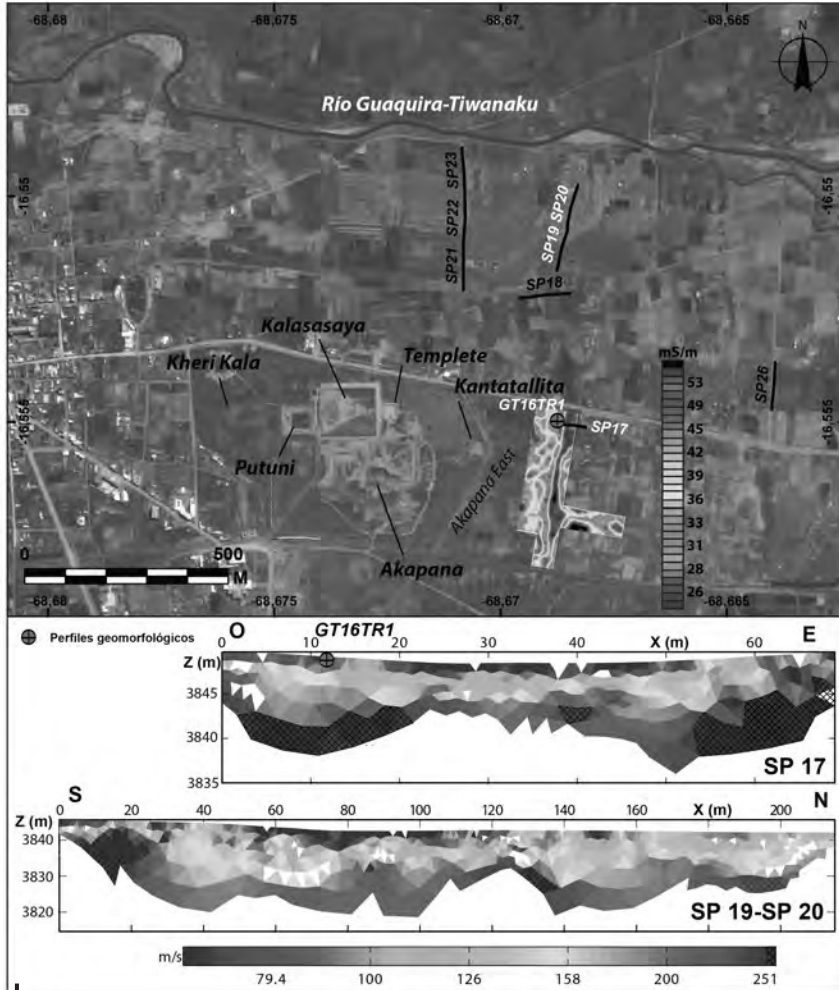 -68,68 -68,675 -68,67 -68,665
N
Río Guaquira-Tiwanaku
-16,55 -16,55
SP23
SP22
SP21
SP20
SP19
SP18
Kalasasaya
Templete
Kheri Kala
Kantatallita
GT16TR1
SP17
SP26
mS/m
53
49
45
42
39
36
33
31
28
26
-16,555 -16,555
Putuni
Akapana East
Akapana
0 500
M
-68,68 -68,675 -68,67 -68,665
Perfiles geomorfológicos
O GT16TR1 E
0 10 20 30 40 X (m) 60
Z (m)
3845
3840
3835
SP 17
S N
0 20 40 60 80 100 120 140 160 X (m) 200
Z (m)
3840
3830
3820
SP 19-SP 20
m/s
79.4 100 126 158 200 251